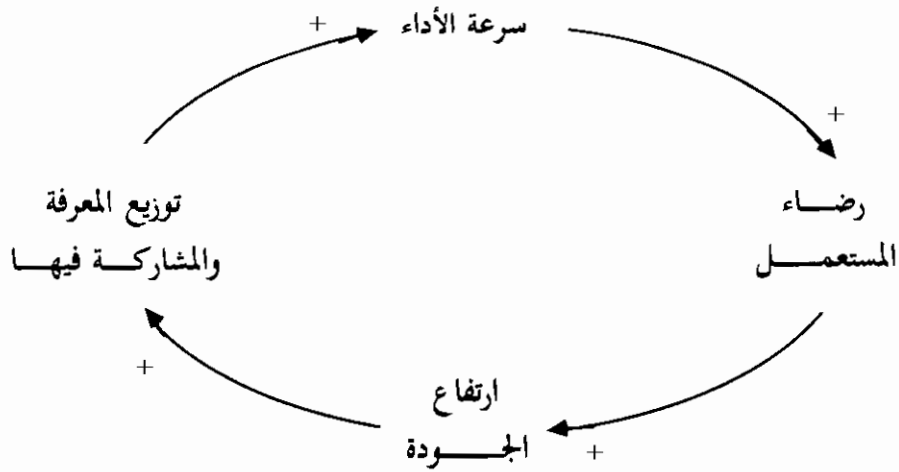 +
سرعة الأداء
+
رضاء
المستعمل
توزيع المعرفة
والمشاركة فيها
+
ارتفاع
الجودة
+